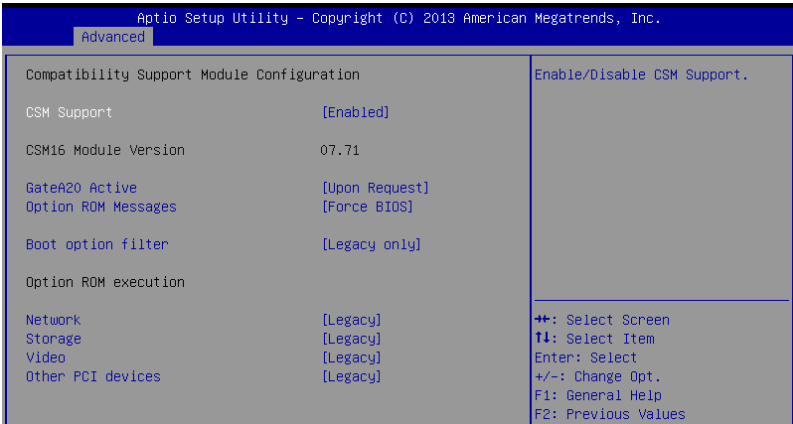 Aptio Setup Utility – Copyright (C) 2013 American Megatrends, Inc.
Advanced
Compatibility Support Module Configuration
CSM Support [Enabled]
CSM16 Module Version 07.71
GateA20 Active [Upon Request]
Option ROM Messages [Force BIOS]
Boot option filter [Legacy only]
Option ROM execution
Network [Legacy]
Storage [Legacy]
Video [Legacy]
Other PCI devices [Legacy]
Enable/Disable CSM Support.
→←: Select Screen
↑↓: Select Item
Enter: Select
+/-: Change Opt.
F1: General Help
F2: Previous Values